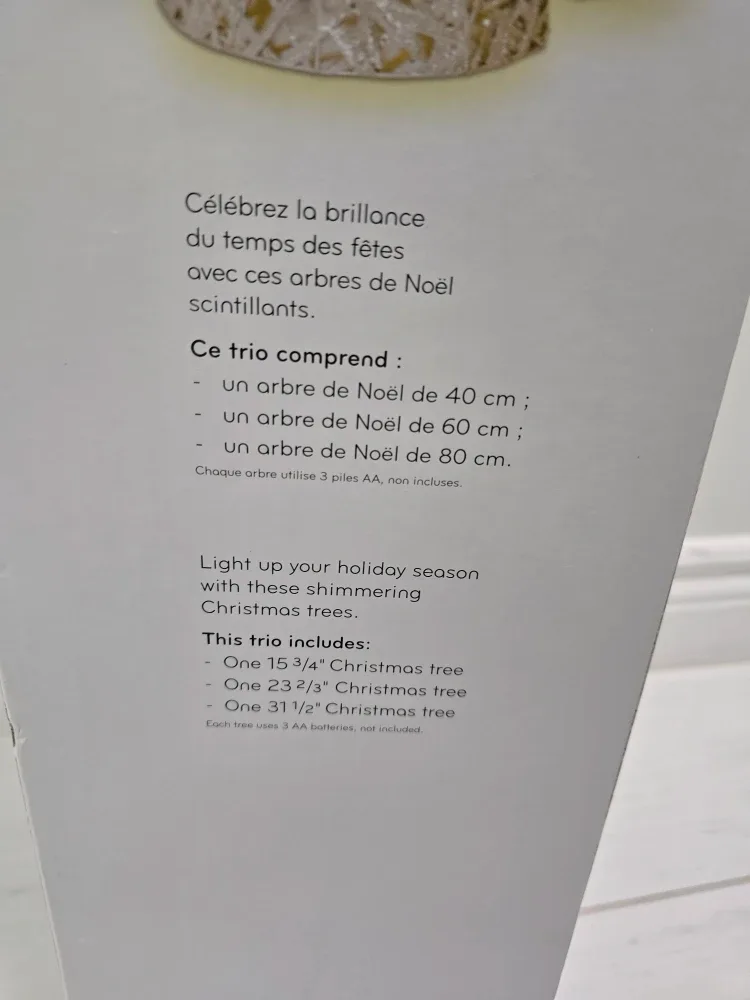 Célébrez la brillance
du temps des fêtes
avec ces arbres de Noël
scintillants.
Ce trio comprend :
- un arbre de Noël de 40 cm ;
- un arbre de Noël de 60 cm ;
- un arbre de Noël de 80 cm.
Chaque arbre utilise 3 piles AA, non incluses.
Light up your holiday season
with these shimmering
Christmas trees.
This trio includes:
- One 15 3/4" Christmas tree
- One 23 2/3" Christmas tree
- One 31 1/2" Christmas tree
Each tree uses 3 AA batteries, not included.